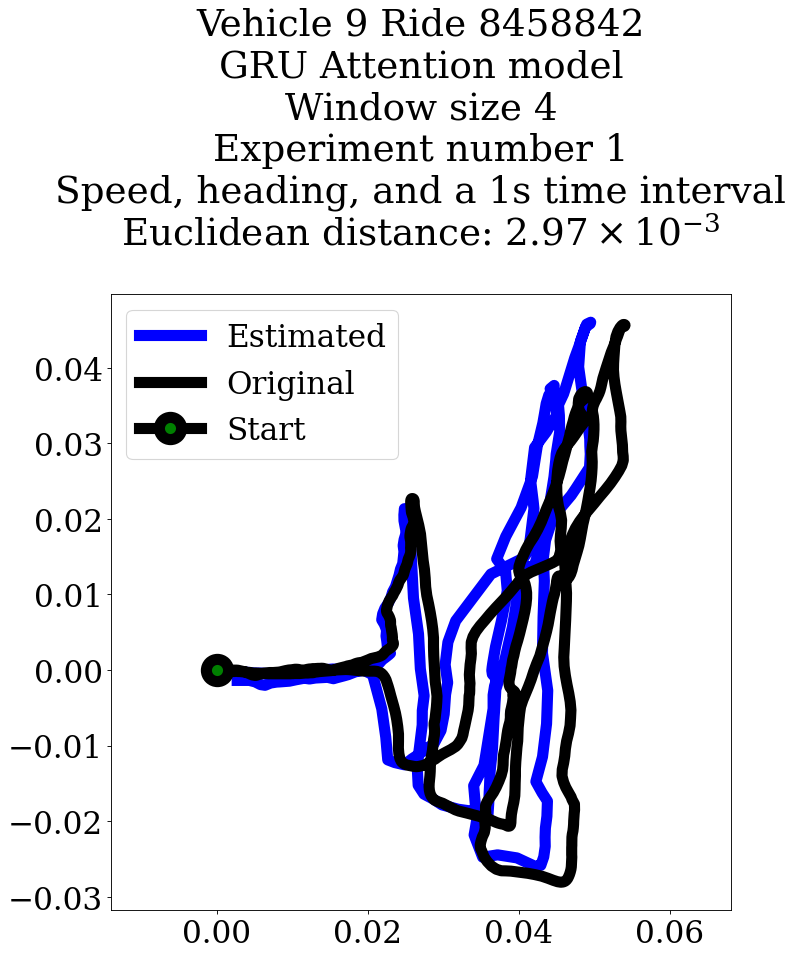 Vehicle 9 Ride 8458842
GRU Attention model
Window size 4
Experiment number 1
Speed, heading, and a 1s time interval
Euclidean distance: 2.97 × 10⁻³
Estimated
Original
Start
0.04
0.03
0.02
0.01
0.00
−0.01
−0.02
−0.03
0.00 0.02 0.04 0.06